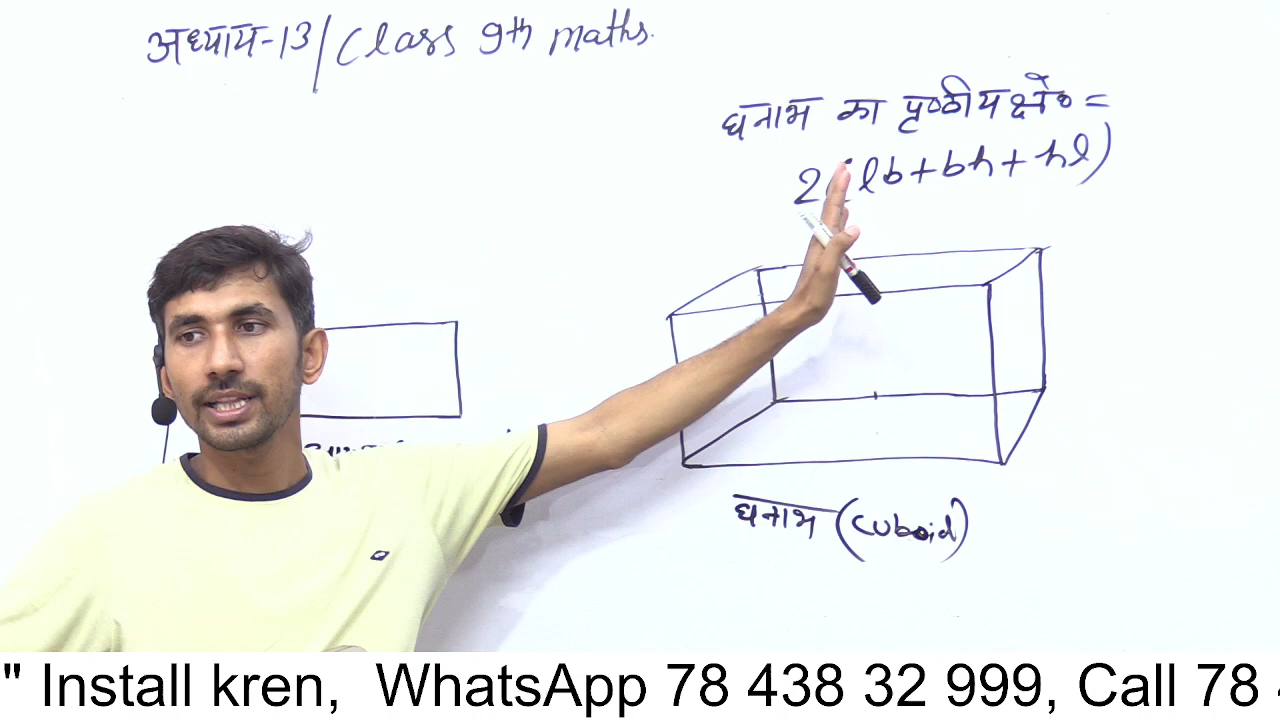 अध्याय-13/Class 9th maths.
घनाभ का पृष्ठीय क्षे० =
2(lb+bh+hl)
घनाभ (cuboid)
" Install kren, WhatsApp 78 438 32 999, Call 78